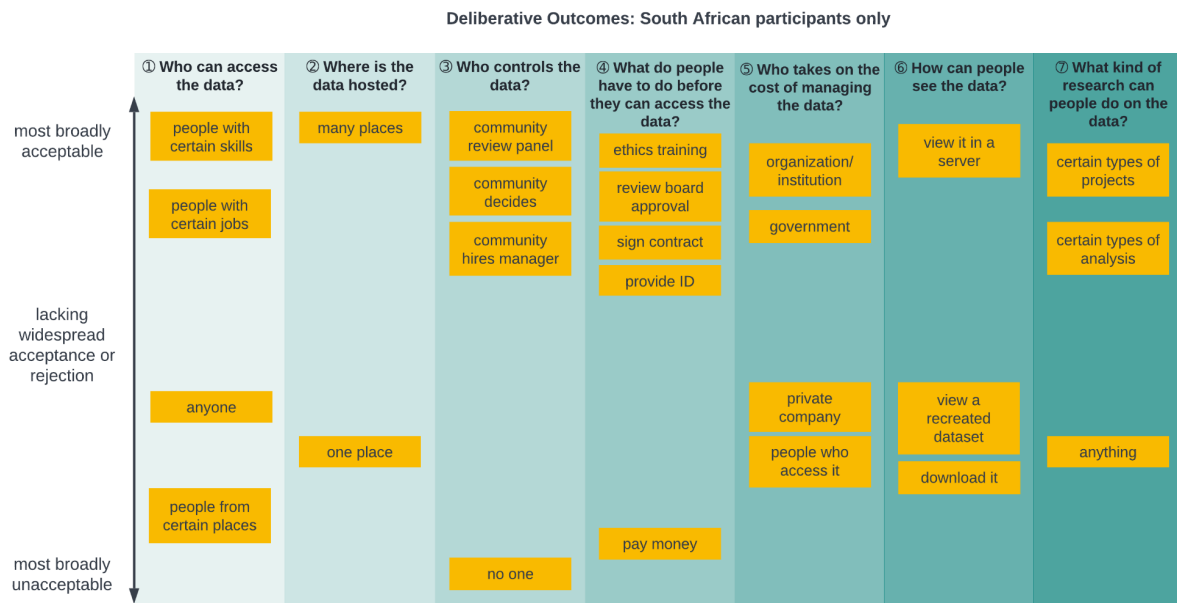 Deliberative Outcomes: South African participants only
① Who can access
the data?
② Where is the
data hosted?
③ Who controls the
data?
④ What do people
have to do before
they can access the
data?
⑤ Who takes on the
cost of managing
the data?
⑥ How can people
see the data?
⑦ What kind of
research can
people do on the
data?
most broadly
acceptable
lacking
widespread
acceptance or
rejection
most broadly
unacceptable
people with
certain skills
people with
certain jobs
anyone
people from
certain places
many places
one place
community
review panel
community
decides
community
hires manager
no one
ethics training
review board
approval
sign contract
provide ID
pay money
organization/
institution
government
private
company
people who
access it
view it in a
server
view a
recreated
dataset
download it
certain types of
projects
certain types of
analysis
anything